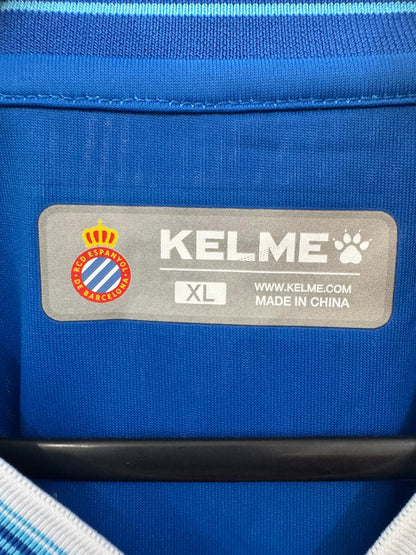 RCD ESPANYOL
DE BARCELONA
KELME
XL
WWW.KELME.COM
MADE IN CHINA